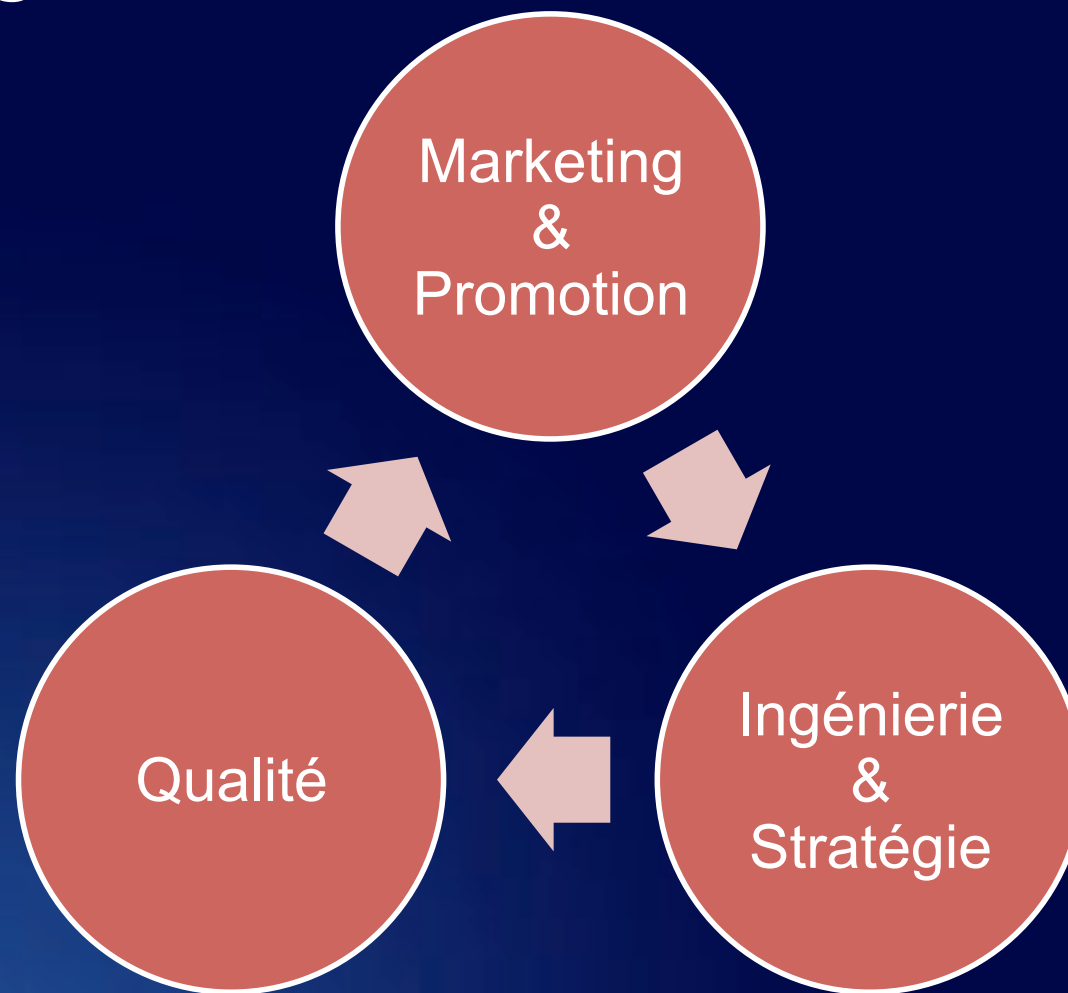 Marketing
&
Promotion
Ingénierie
&
Stratégie
Qualité